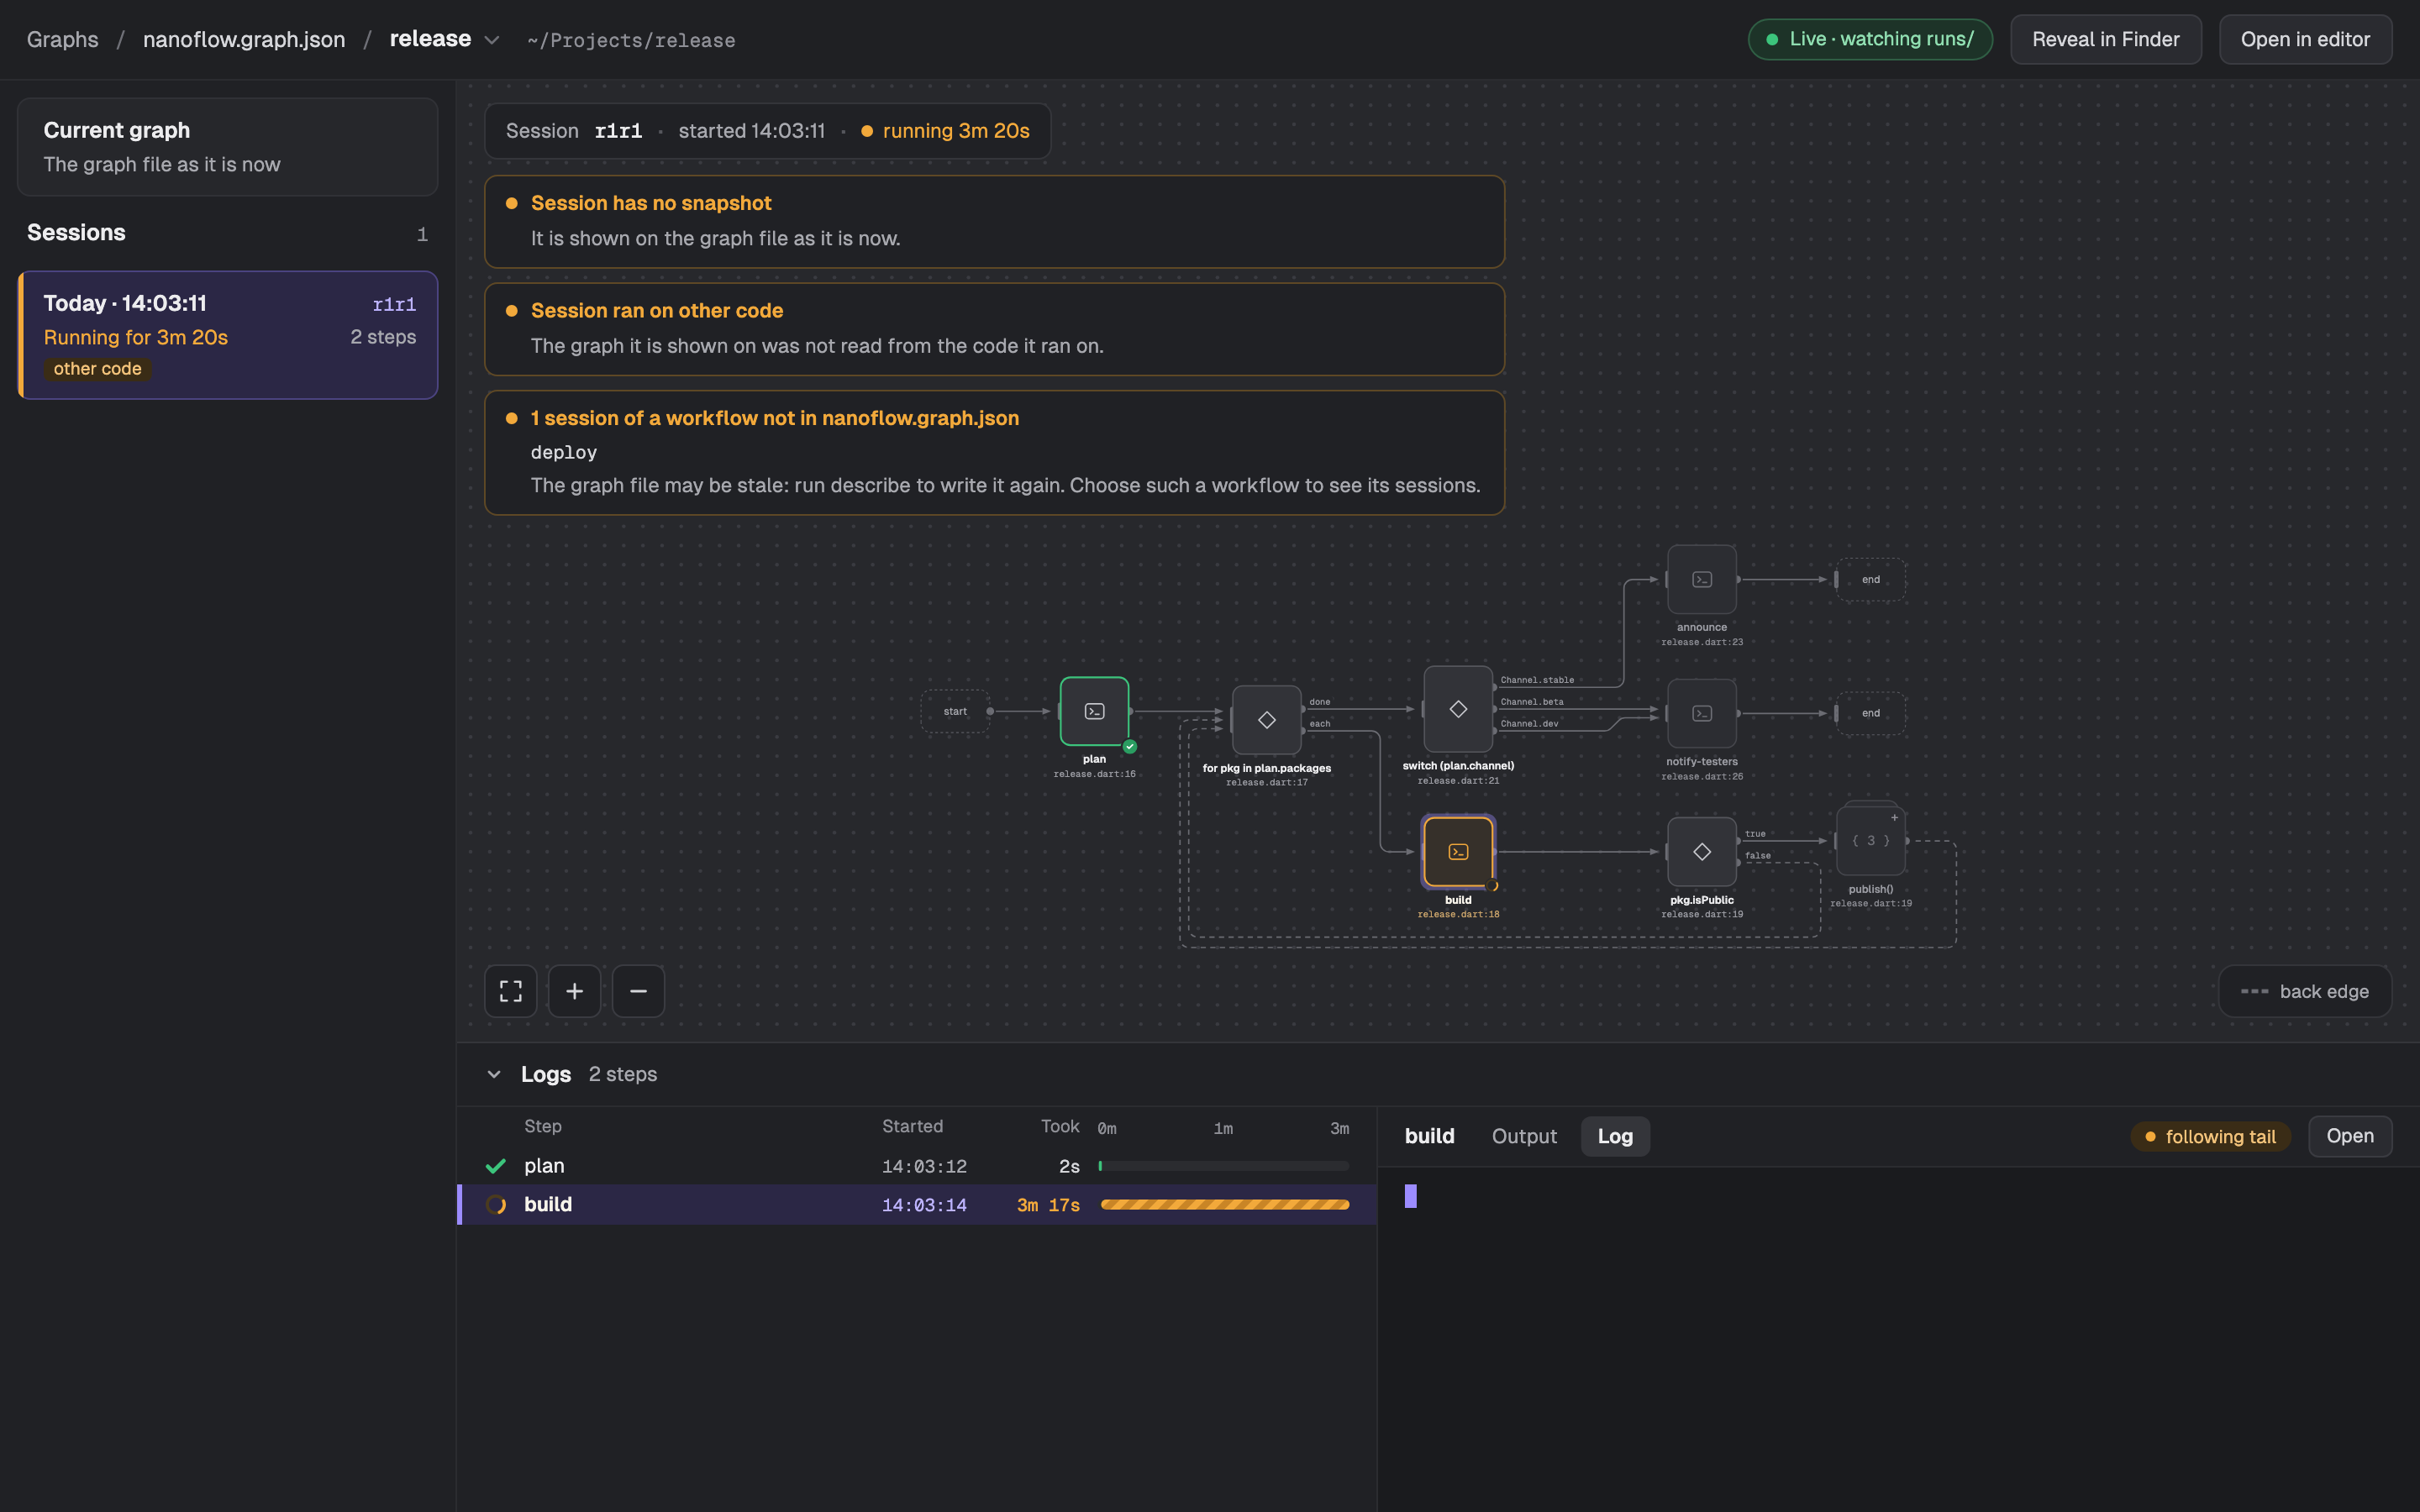 Graphs / nanoflow.graph.json / release ~/Projects/release
Live · watching runs/
Reveal in Finder
Open in editor
Current graph
The graph file as it is now
Sessions 1
Today · 14:03:11 r1r1
Running for 3m 20s 2 steps
other code
Session r1r1 · started 14:03:11 · running 3m 20s
Session has no snapshot
It is shown on the graph file as it is now.
Session ran on other code
The graph it is shown on was not read from the code it ran on.
1 session of a workflow not in nanoflow.graph.json
deploy
The graph file may be stale: run describe to write it again. Choose such a workflow to see its sessions.
start
plan
release.dart:16
for pkg in plan.packages
release.dart:17
done
each
switch (plan.channel)
release.dart:21
Channel.stable
Channel.beta
Channel.dev
announce
release.dart:23
end
notify-testers
release.dart:26
end
build
release.dart:18
pkg.isPublic
release.dart:19
true
false
{ 3 }
+
publish()
release.dart:19
back edge
Logs 2 steps
Step Started Took 0m 1m 3m
plan 14:03:12 2s
build 14:03:14 3m 17s
build Output Log
following tail
Open